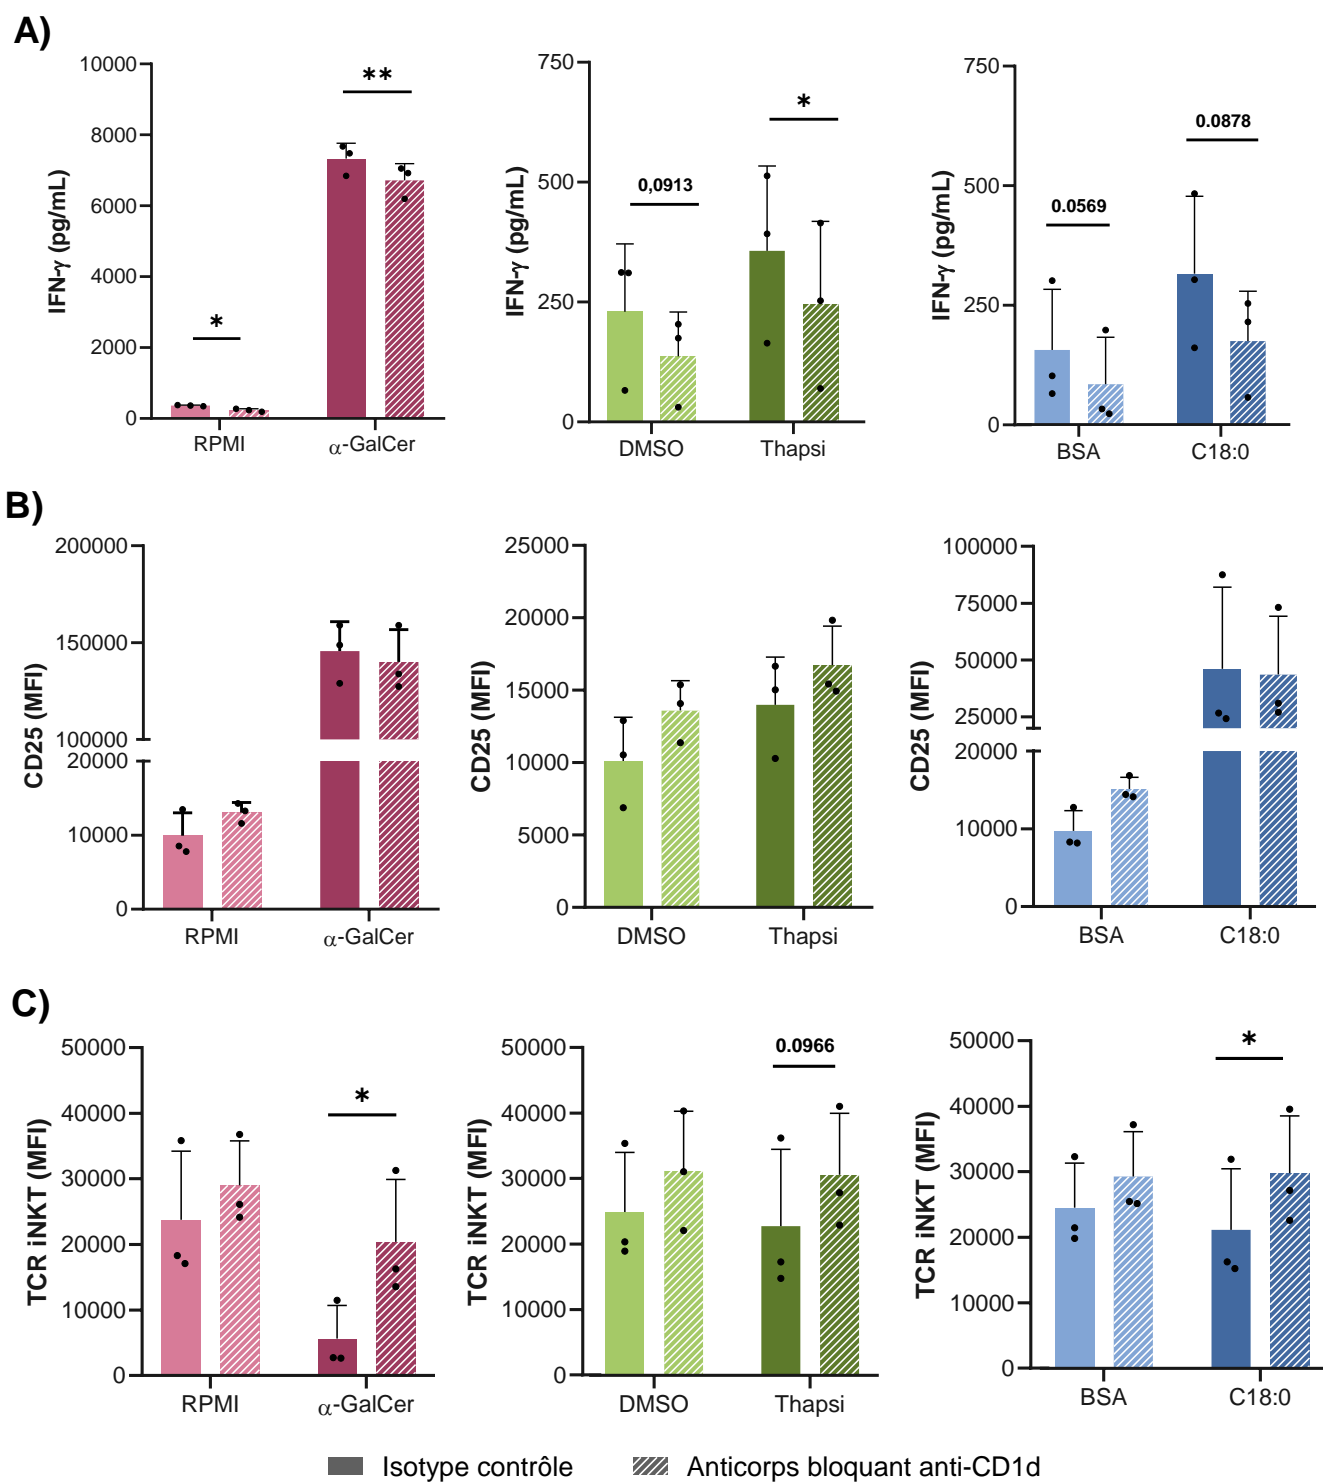 A)
10000
8000
6000
4000
2000
0
IFN-γ (pg/mL)
**
*
RPMI
α-GalCer
750
500
250
0
IFN-γ (pg/mL)
0,0913
*
DMSO
Thapsi
750
500
250
0
IFN-γ (pg/mL)
0.0569
0.0878
BSA
C18:0
B)
200000
150000
100000
20000
10000
0
CD25 (MFI)
RPMI
α-GalCer
25000
20000
15000
10000
5000
0
CD25 (MFI)
DMSO
Thapsi
100000
75000
50000
25000
20000
10000
0
CD25 (MFI)
BSA
C18:0
C)
50000
40000
30000
20000
10000
0
TCR iNKT (MFI)
*
RPMI
α-GalCer
50000
40000
30000
20000
10000
0
TCR iNKT (MFI)
0.0966
DMSO
Thapsi
50000
40000
30000
20000
10000
0
TCR iNKT (MFI)
*
BSA
C18:0
Isotype contrôle
Anticorps bloquant anti-CD1d